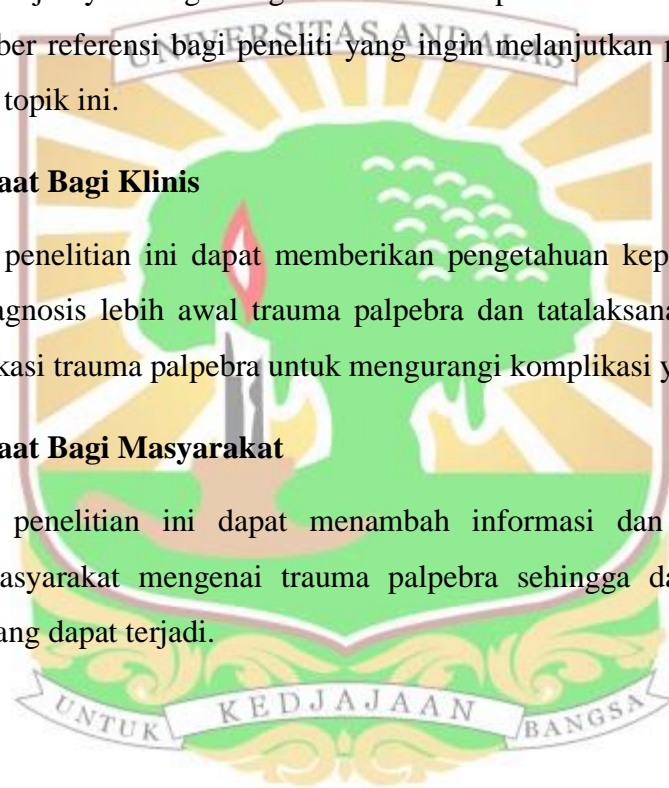 UNIVERSITAS ANDALAS
ber referensi bagi peneliti yang ingin melanjutkan
topik ini.
aat Bagi Klinis
penelitian ini dapat memberikan pengetahuan kep
agnosis lebih awal trauma palpebra dan tatalaksana
kasi trauma palpebra untuk mengurangi komplikasi y
aat Bagi Masyarakat
penelitian ini dapat menambah informasi dan
asyarakat mengenai trauma palpebra sehingga da
ang dapat terjadi.
UNTUK KEDJAJAAN BANGSA